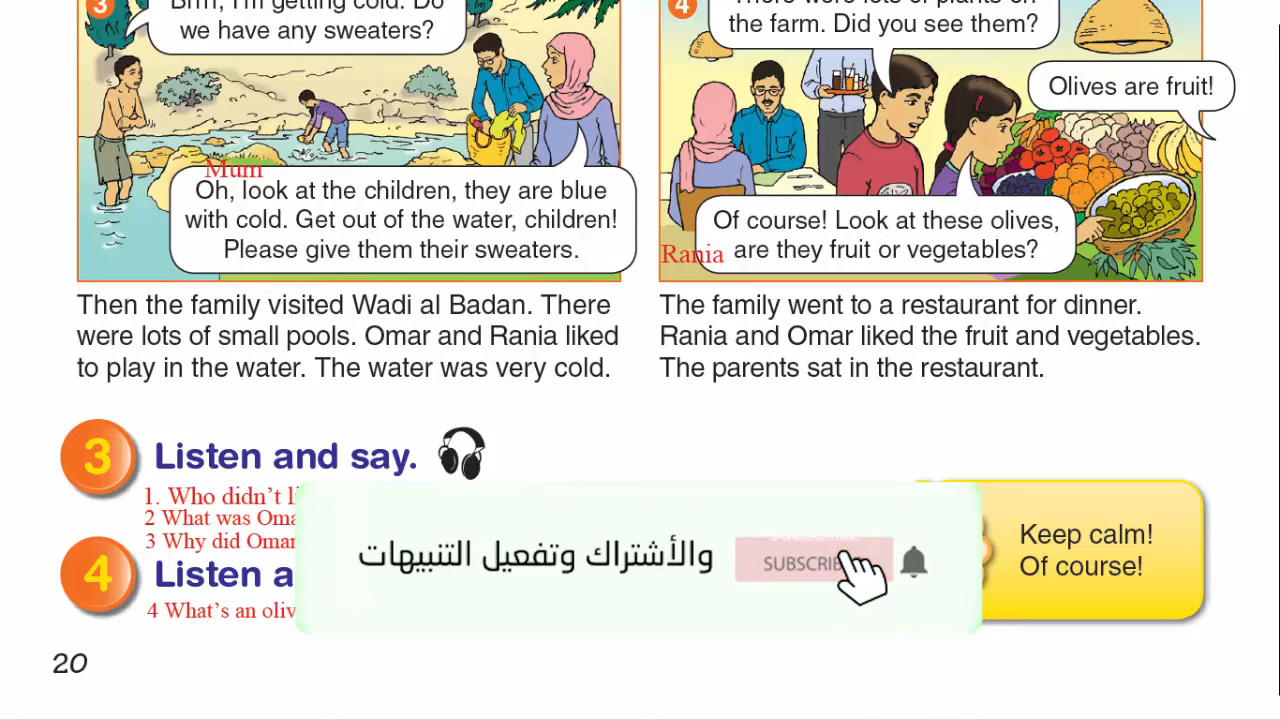 3
Brrr, I'm getting cold. Do
we have any sweaters?
Mum
Oh, look at the children, they are blue
with cold. Get out of the water, children!
Please give them their sweaters.
Then the family visited Wadi al Badan. There
were lots of small pools. Omar and Rania liked
to play in the water. The water was very cold.
4
There were lots of plants on
the farm. Did you see them?
Olives are fruit!
Of course! Look at these olives,
Rania are they fruit or vegetables?
The family went to a restaurant for dinner.
Rania and Omar liked the fruit and vegetables.
The parents sat in the restaurant.
3 Listen and say.
1. Who didn't
2 What was
3 Why did Omar
4 Listen
4 What's an
والأشتراك وتفعيل التنبيهات
SUBSCRIBE
Keep calm!
Of course!
20